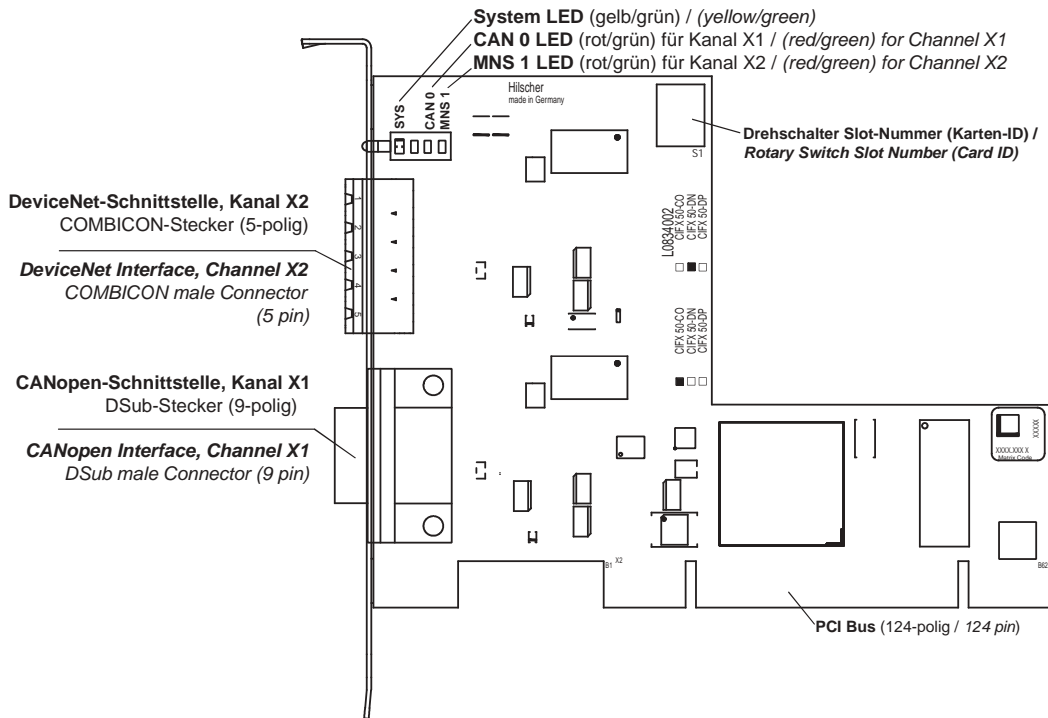 System LED (gelb/grün) / (yellow/green)
CAN 0 LED (rot/grün) für Kanal X1 / (red/green) for Channel X1
MNS 1 LED (rot/grün) für Kanal X2 / (red/green) for Channel X2
SYS
CAN 0
MNS 1
Hilscher
made in Germany
S1
Drehschalter Slot-Nummer (Karten-ID) /
Rotary Switch Slot Number (Card ID)
DeviceNet-Schnittstelle, Kanal X2
COMBICON-Stecker (5-polig)
DeviceNet Interface, Channel X2
COMBICON male Connector
(5 pin)
1
2
3
4
5
L0834002
CIFX 50-CO
CIFX 50-DN
CIFX 50-DP
CIFX 50-CO
CIFX 50-DN
CIFX 50-DP
CANopen-Schnittstelle, Kanal X1
DSub-Stecker (9-polig)
CANopen Interface, Channel X1
DSub male Connector (9 pin)
XXXXX
XXXX.XXX X
Matrix Code
B1
X2
B62
PCI Bus (124-polig / 124 pin)